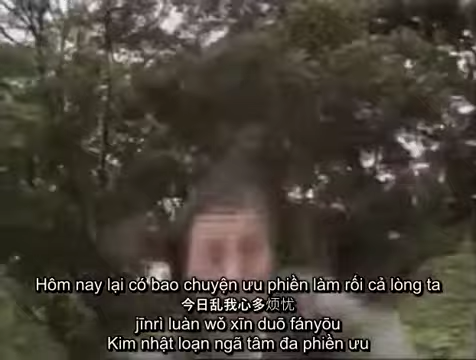 Hôm nay lại có bao chuyện ưu phiền làm rối cả lòng ta
今日乱我心多烦忧
jīnrì luàn wǒ xīn duō fányōu
Kim nhật loạn ngã tâm đa phiền ưu